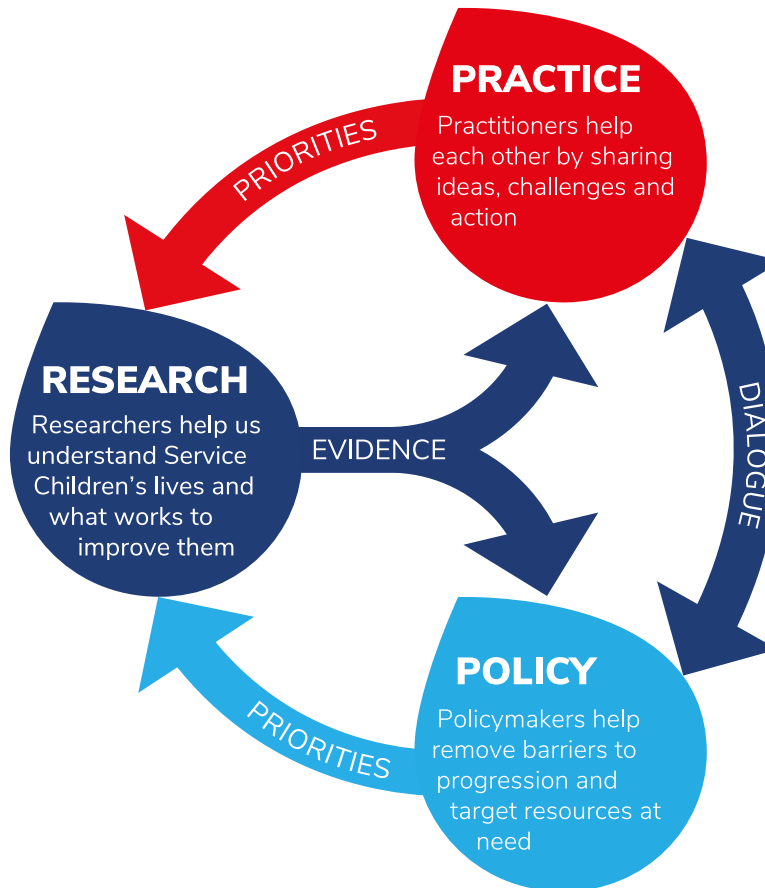 PRACTICE
Practitioners help
each other by sharing
ideas, challenges and
action
PRIORITIES
RESEARCH
Researchers help us
understand Service
Children’s lives and
what works to
improve them
EVIDENCE
DIALOGUE
POLICY
Policymakers help
remove barriers to
progression and
target resources at
need
PRIORITIES